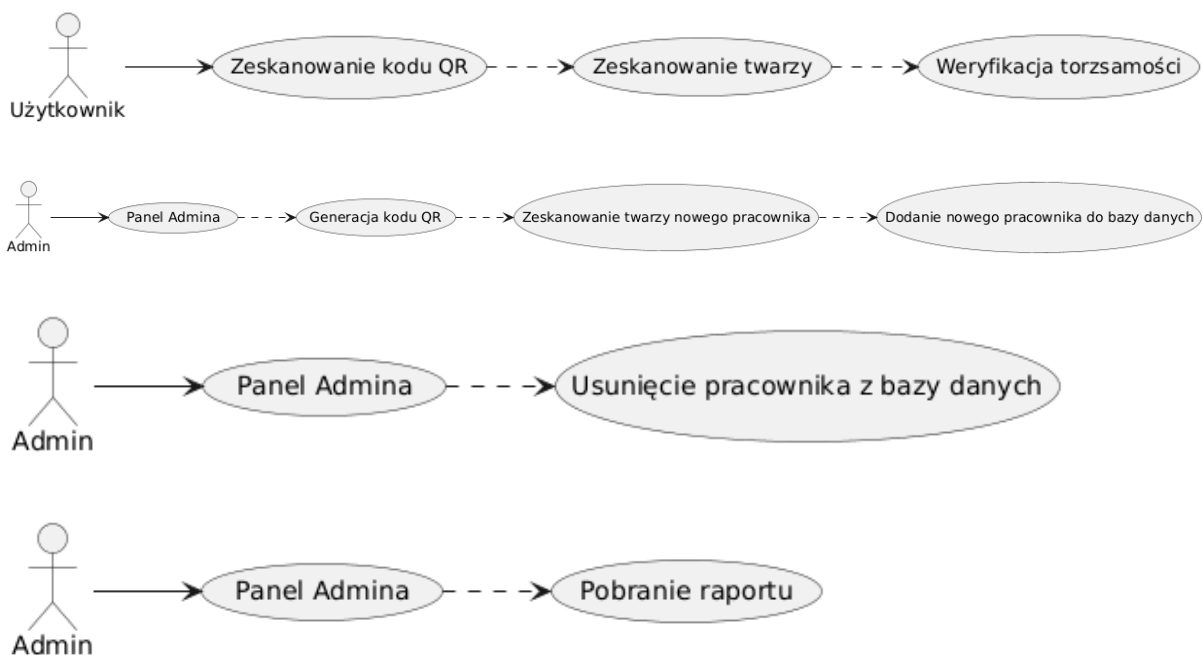 Zeskanowanie kodu QR
Zeskanowanie twarzy
Weryfikacja torzsamości
Użytkownik
Panel Admina
Generacja kodu QR
Zeskanowanie twarzy nowego pracownika
Dodanie nowego pracownika do bazy danych
Admin
Panel Admina
Usunięcie pracownika z bazy danych
Admin
Panel Admina
Pobranie raportu
Admin